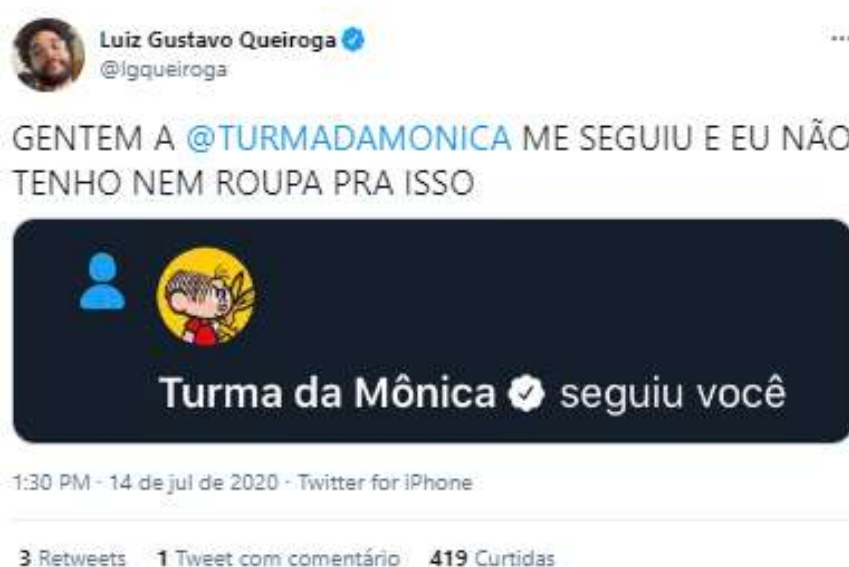 Luiz Gustavo Queiroga
@lgqueiroga
GENTEM A @TURMADAMONICA ME SEGUIU E EU NÃO
TENHO NEM ROUPA PRA ISSO
Turma da Mônica seguiu você
1:30 PM · 14 de jul de 2020 · Twitter for iPhone
3 Retweets 1 Tweet com comentário 419 Curtidas